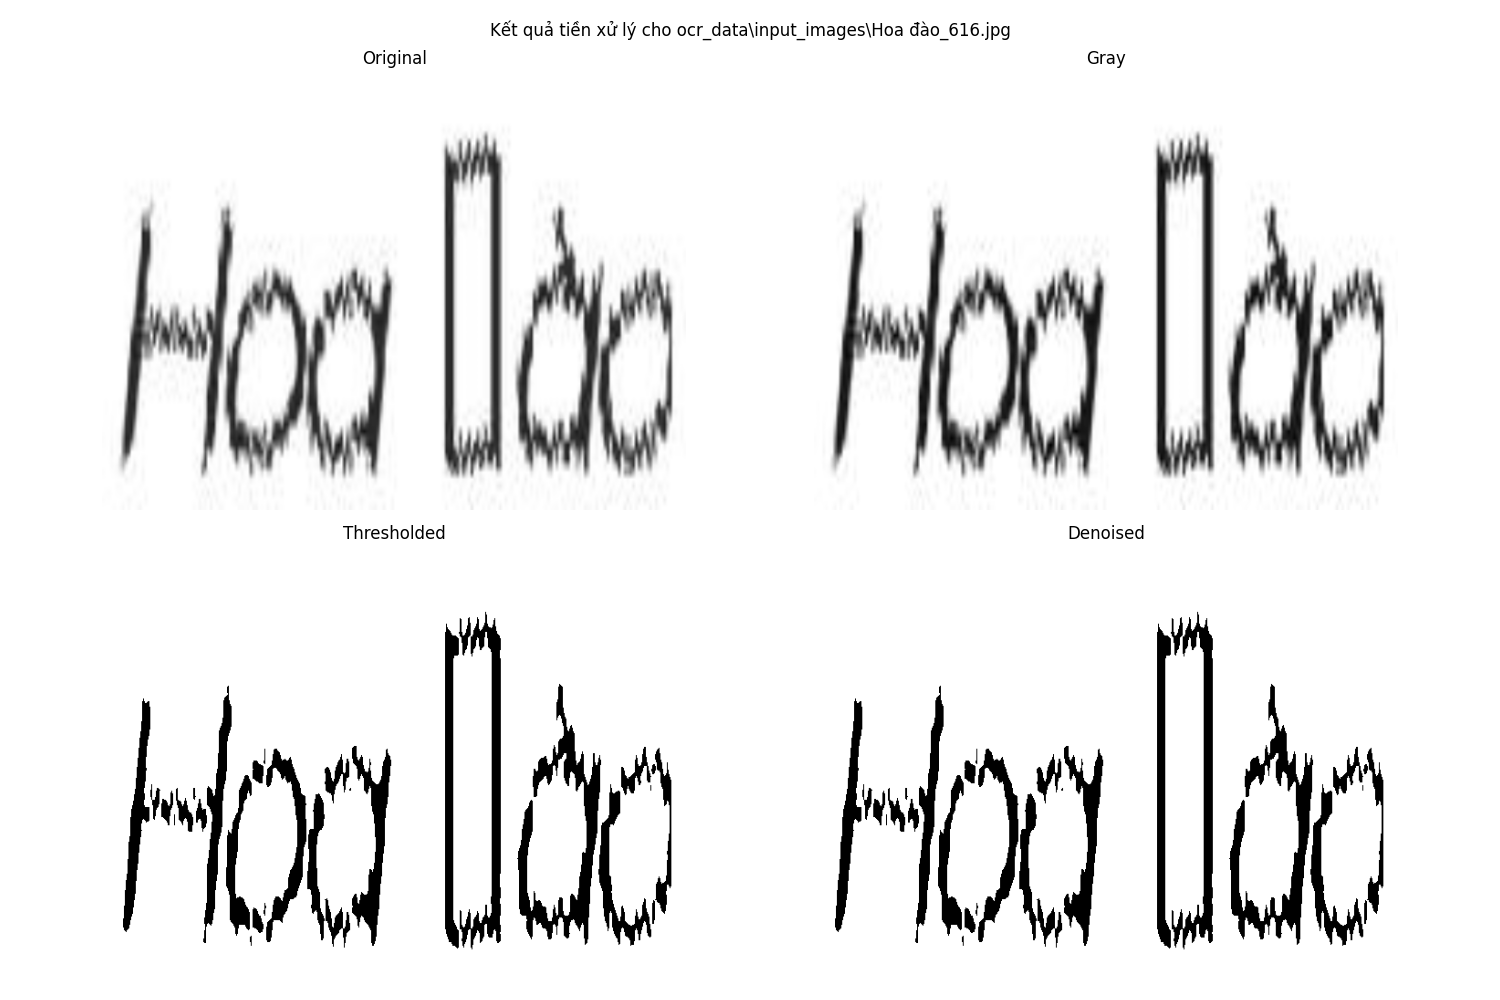 Kết quả tiền xử lý cho ocr_data\input_images\Hoa đào_616.jpg
Original
Gray
Hoa ▯ào
Hoa ▯ào
Thresholded
Denoised
Hoa ▯ào
Hoa ▯ào